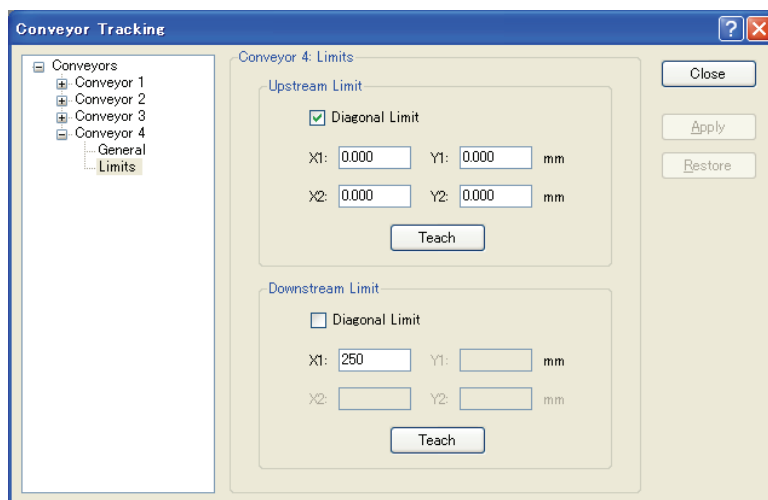 Conveyor Tracking
Conveyors
Conveyor 1
Conveyor 2
Conveyor 3
Conveyor 4
General
Limits
Conveyor 4: Limits
Upstream Limit
Diagonal Limit
X1: 0.000 Y1: 0.000 mm
X2: 0.000 Y2: 0.000 mm
Teach
Downstream Limit
Diagonal Limit
X1: 250 Y1: mm
X2: Y2: mm
Teach
Close
Apply
Restore